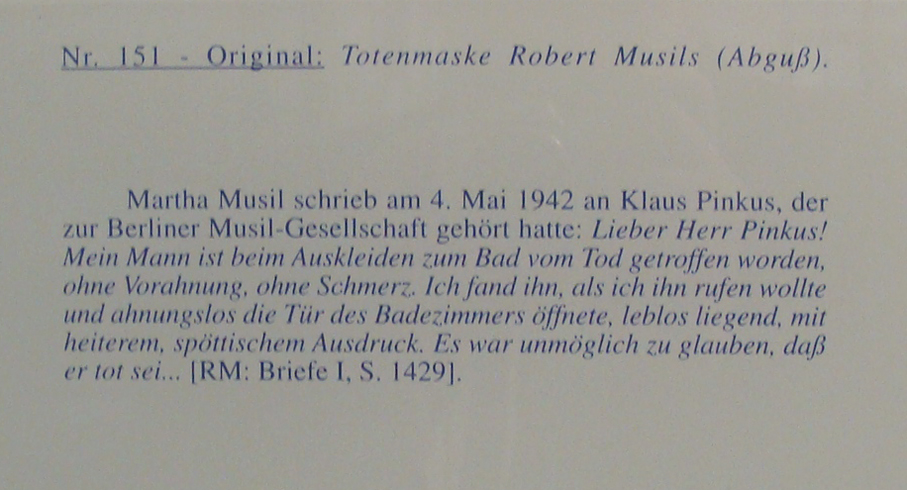 Nr. 151 - Original: Totenmaske Robert Musils (Abguß).
Martha Musil schrieb am 4. Mai 1942 an Klaus Pinkus, der
zur Berliner Musil-Gesellschaft gehört hatte: Lieber Herr Pinkus!
Mein Mann ist beim Auskleiden zum Bad vom Tod getroffen worden,
ohne Vorahnung, ohne Schmerz. Ich fand ihn, als ich ihn rufen wollte
und ahnungslos die Tür des Badezimmers öffnete, leblos liegend, mit
heiterem, spöttischem Ausdruck. Es war unmöglich zu glauben, daß
er tot sei... [RM: Briefe I, S. 1429].